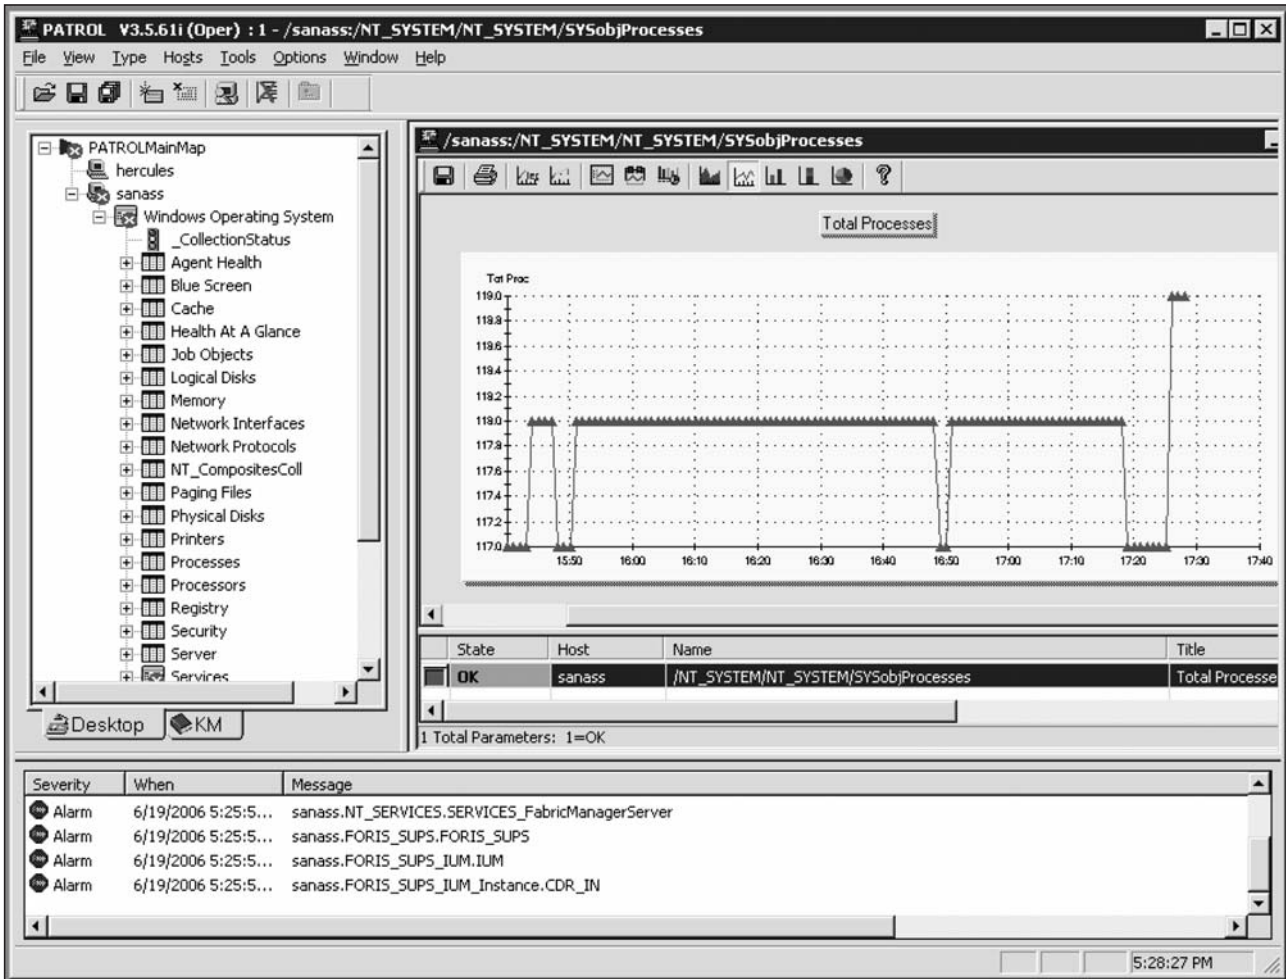 PATROL V3.5.61i (Oper) : 1 - /sanass:/NT_SYSTEM/NT_SYSTEM/SYSobjProcesses
File View Type Hosts Tools Options Window Help
PATROLMainMap
hercules
sanass
Windows Operating System
_CollectionStatus
Agent Health
Blue Screen
Cache
Health At A Glance
Job Objects
Logical Disks
Memory
Network Interfaces
Network Protocols
NT_CompositesColl
Paging Files
Physical Disks
Printers
Processes
Processors
Registry
Security
Server
Services
Desktop KM
/sanass:/NT_SYSTEM/NT_SYSTEM/SYSobjProcesses
Total Processes
Tot Proc
119.0
118.8
118.6
118.4
118.2
118.0
117.8
117.6
117.4
117.2
117.0
15:50 16:00 16:10 16:20 16:30 16:40 16:50 17:00 17:10 17:20 17:30 17:40
State Host Name Title
OK sanass /NT_SYSTEM/NT_SYSTEM/SYSobjProcesses Total Processe
1 Total Parameters: 1=OK
Severity When Message
Alarm 6/19/2006 5:25:5... sanass.NT_SERVICES.SERVICES_FabricManagerServer
Alarm 6/19/2006 5:25:5... sanass.FORIS_SUPS.FORIS_SUPS
Alarm 6/19/2006 5:25:5... sanass.FORIS_SUPS_IUM.IUM
Alarm 6/19/2006 5:25:5... sanass.FORIS_SUPS_IUM_Instance.CDR_IN
5:28:27 PM